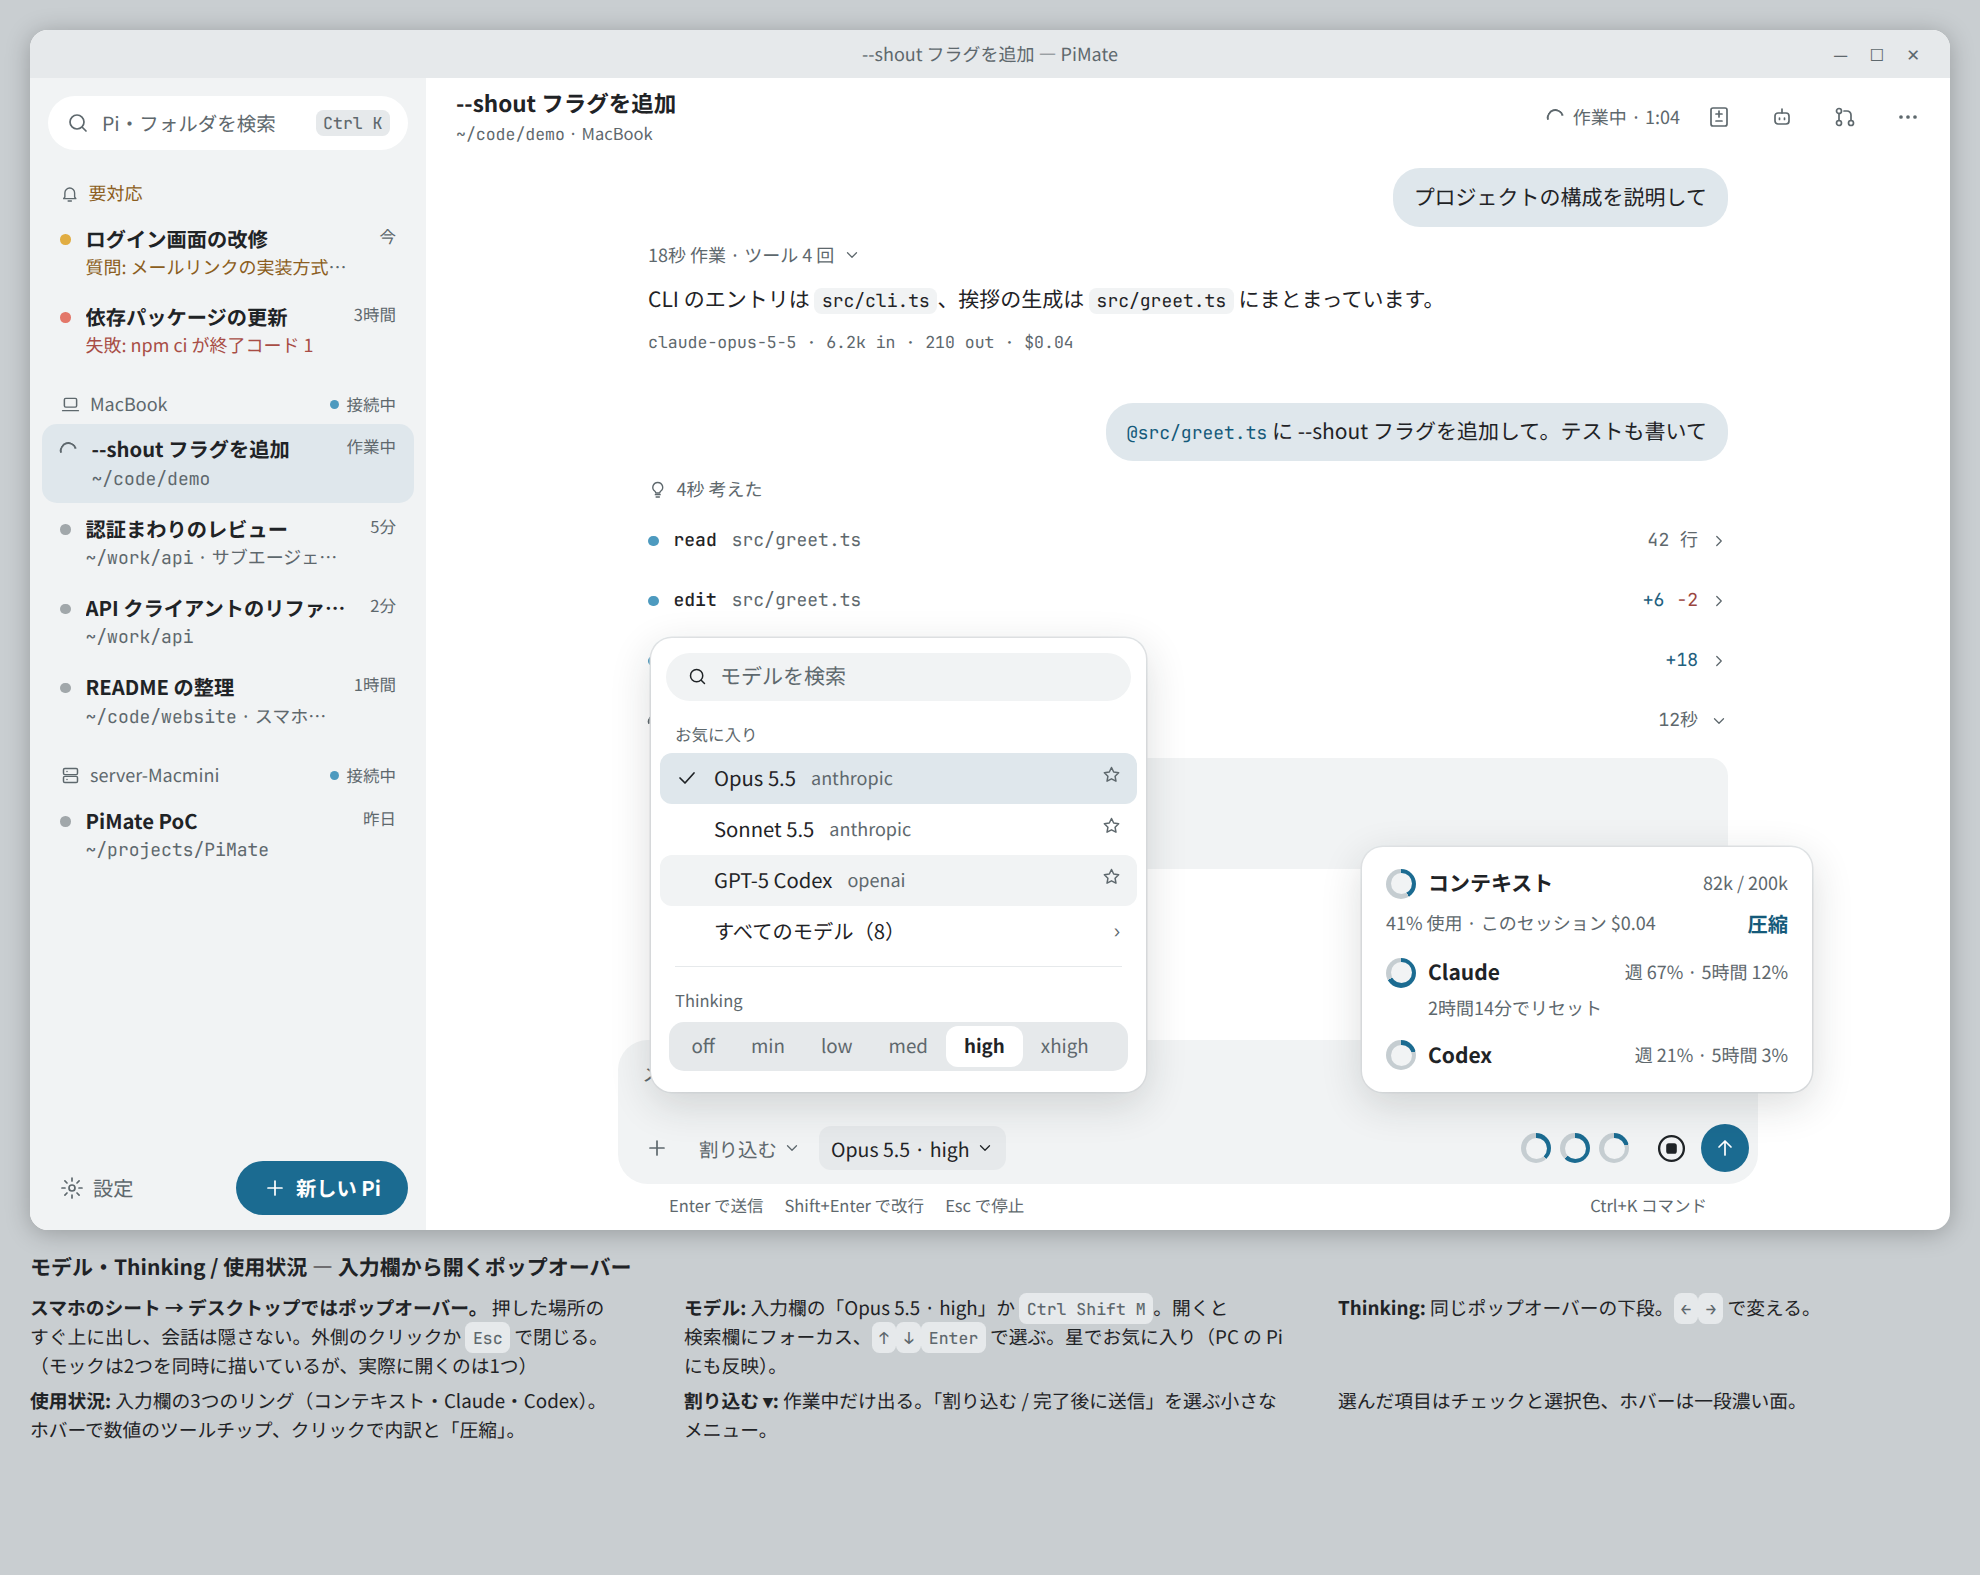 --shout フラグを追加 — PiMate
Pi・フォルダを検索 Ctrl K
要対応
ログイン画面の改修 今
質問: メールリンクの実装方式…
依存パッケージの更新 3時間
失敗: npm ci が終了コード 1
MacBook 接続中
--shout フラグを追加 作業中
~/code/demo
認証まわりのレビュー 5分
~/work/api · サブエージェ…
API クライアントのリファ… 2分
~/work/api
README の整理 1時間
~/code/website · スマホ…
server-Macmini 接続中
PiMate PoC 昨日
~/projects/PiMate
設定 + 新しい Pi
--shout フラグを追加
~/code/demo · MacBook
作業中 · 1:04
プロジェクトの構成を説明して
18秒 作業 · ツール 4 回
CLI のエントリは src/cli.ts 、挨拶の生成は src/greet.ts にまとまっています。
claude-opus-5-5 · 6.2k in · 210 out · $0.04
@src/greet.ts に --shout フラグを追加して。テストも書いて
4秒 考えた
read src/greet.ts 42 行
edit src/greet.ts +6 -2
+18
12秒
モデルを検索
お気に入り
Opus 5.5 anthropic
Sonnet 5.5 anthropic
GPT-5 Codex openai
すべてのモデル（8）
Thinking
off min low med high xhigh
コンテキスト 82k / 200k
41% 使用 · このセッション $0.04 圧縮
Claude 週 67% · 5時間 12%
2時間14分でリセット
Codex 週 21% · 5時間 3%
割り込む Opus 5.5 · high
Enter で送信 Shift+Enter で改行 Esc で停止 Ctrl+K コマンド
モデル・Thinking / 使用状況 — 入力欄から開くポップオーバー
スマホのシート → デスクトップではポップオーバー。 押した場所の
すぐ上に出し、会話は隠さない。外側のクリックか Esc で閉じる。
（モックは2つを同時に描いているが、実際に開くのは1つ）
モデル: 入力欄の「Opus 5.5 · high」か Ctrl Shift M 。開くと
検索欄にフォーカス、 ↑ ↓ Enter で選ぶ。星でお気に入り（PC の Pi
にも反映）。
Thinking: 同じポップオーバーの下段。 ← → で変える。
使用状況: 入力欄の3つのリング（コンテキスト・Claude・Codex）。
ホバーで数値のツールチップ、クリックで内訳と「圧縮」。
割り込む ▾: 作業中だけ出る。「割り込む / 完了後に送信」を選ぶ小さな
メニュー。
選んだ項目はチェックと選択色、ホバーは一段濃い面。